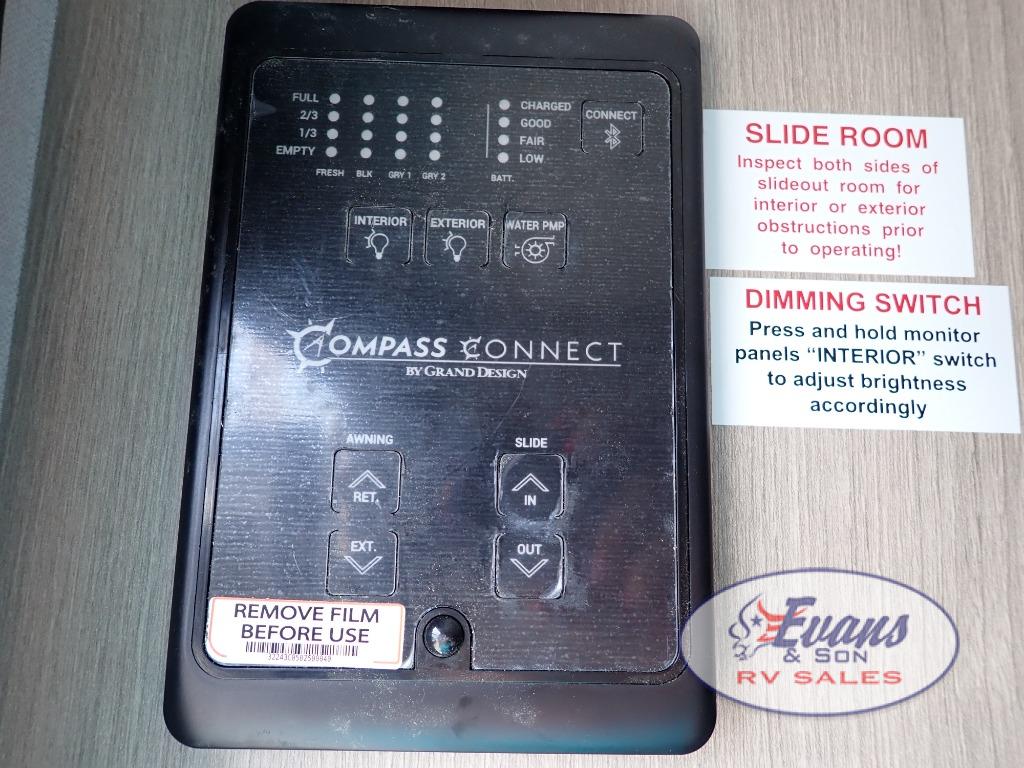 FULL
2/3
1/3
EMPTY
FRESH BLK GRY 1 GRY 2
CHARGED
GOOD
FAIR
LOW
BATT.
CONNECT
INTERIOR
EXTERIOR
WATER PMP
COMPASS CONNECT
BY GRAND DESIGN
AWNING
RET.
EXT.
SLIDE
IN
OUT
REMOVE FILM
BEFORE USE
SLIDE ROOM
Inspect both sides of
slideout room for
interior or exterior
obstructions prior
to operating!
DIMMING SWITCH
Press and hold monitor
panels “INTERIOR” switch
to adjust brightness
accordingly
Evans
& SON
RV SALES